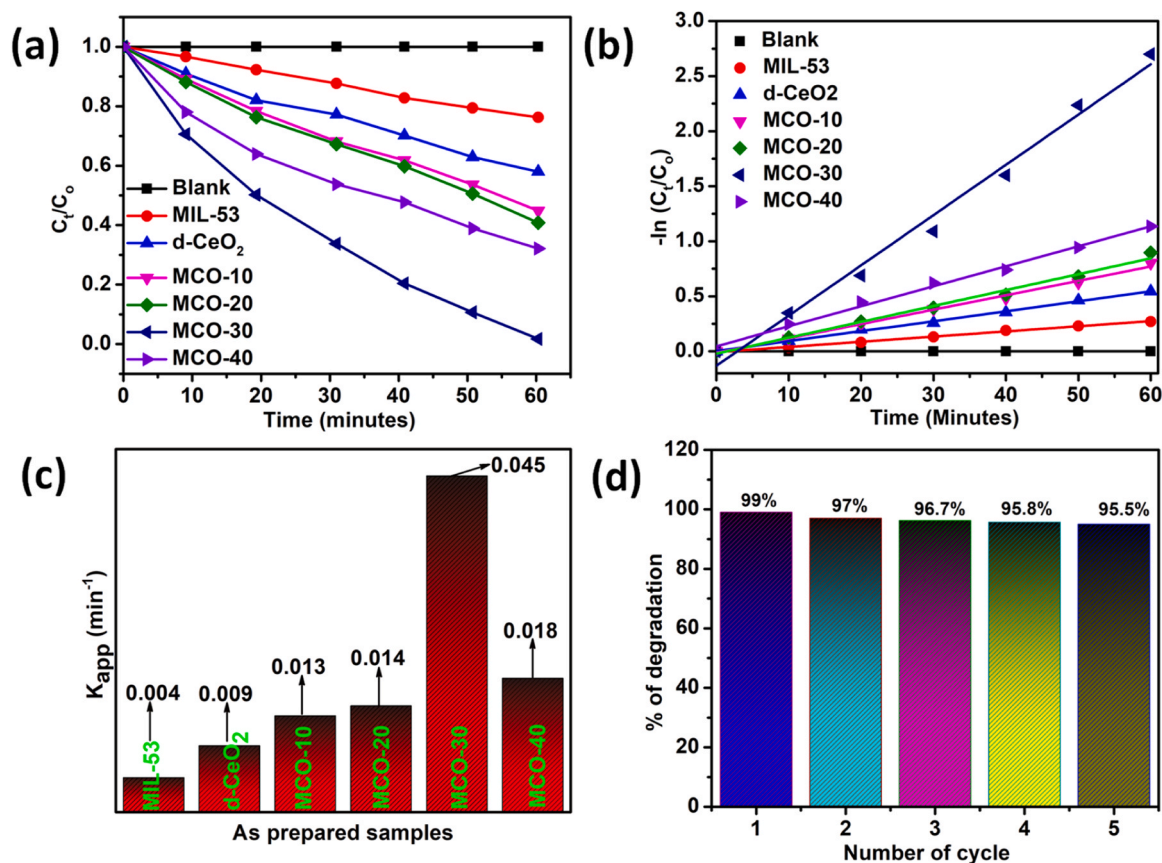 (a)
1.0
0.8
0.6
0.4
0.2
0.0
Cₜ/Cₒ
Blank
MIL-53
d-CeO₂
MCO-10
MCO-20
MCO-30
MCO-40
0 10 20 30 40 50 60
Time (minutes)
(b)
-3.0
2.5
2.0
1.5
1.0
0.5
0.0
-ln (Cₜ/Cₒ)
Blank
MIL-53
d-CeO2
MCO-10
MCO-20
MCO-30
MCO-40
0 10 20 30 40 50 60
Time (Minutes)
(c)
Kapp (min⁻¹)
0.004
0.009
0.013
0.014
0.045
0.018
MIL-53
d-CeO₂
MCO-10
MCO-20
MCO-30
MCO-40
As prepared samples
(d)
120
100
80
60
40
20
0
% of degradation
99% 97% 96.7% 95.8% 95.5%
1 2 3 4 5
Number of cycle